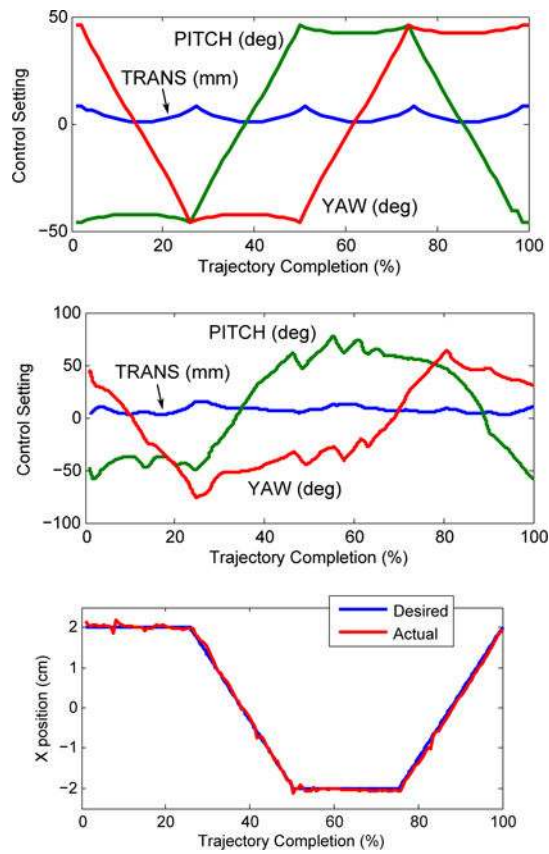 50
PITCH (deg)
TRANS (mm)
Control Setting
0
YAW (deg)
−50
0 20 40 60 80 100
Trajectory Completion (%)
100
PITCH (deg)
50
TRANS (mm)
Control Setting
0
−50
YAW (deg)
−100
0 20 40 60 80 100
Trajectory Completion (%)
Desired
Actual
2
1
X position (cm)
0
−1
−2
0 20 40 60 80 100
Trajectory Completion (%)